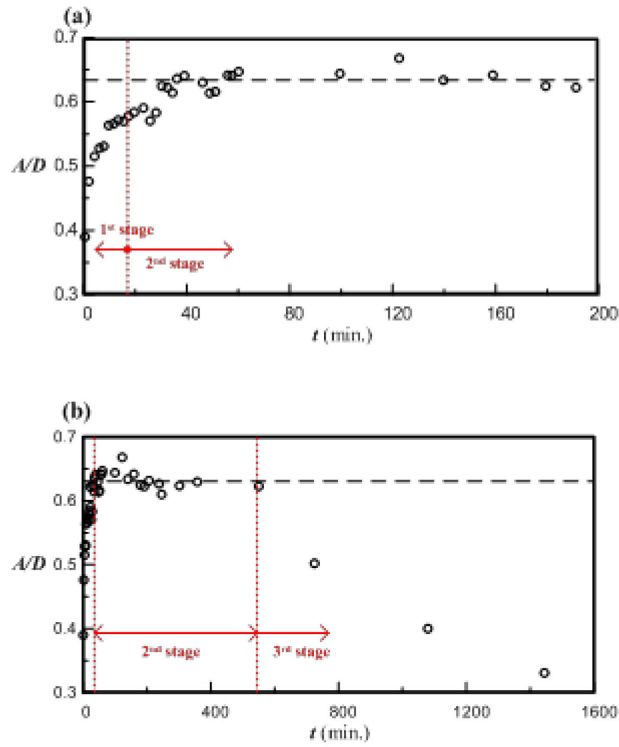 (a)
0.7
0.6
0.5
0.4
0.3
A/D
1st stage
2nd stage
0 40 80 120 160 200
t (min.)
(b)
0.7
0.6
0.5
0.4
0.3
A/D
2nd stage
3rd stage
0 400 800 1200 1600
t (min.)